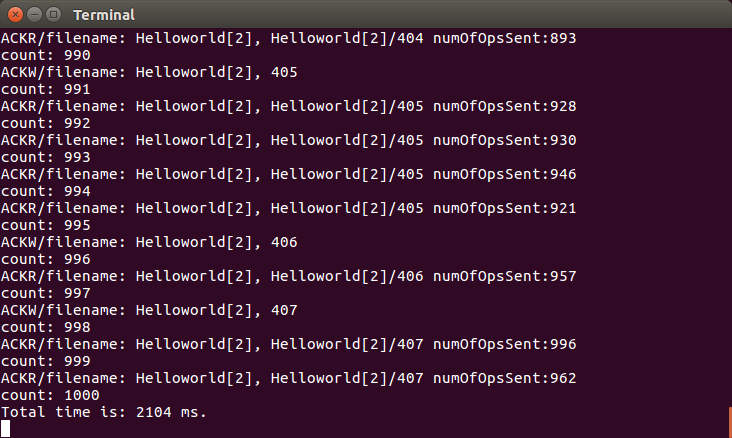 Terminal
ACKR/filename: Helloworld[2], Helloworld[2]/404 numOfOpsSent:893
count: 990
ACKW/filename: Helloworld[2], 405
count: 991
ACKR/filename: Helloworld[2], Helloworld[2]/405 numOfOpsSent:928
count: 992
ACKR/filename: Helloworld[2], Helloworld[2]/405 numOfOpsSent:930
count: 993
ACKR/filename: Helloworld[2], Helloworld[2]/405 numOfOpsSent:946
count: 994
ACKR/filename: Helloworld[2], Helloworld[2]/405 numOfOpsSent:921
count: 995
ACKW/filename: Helloworld[2], 406
count: 996
ACKR/filename: Helloworld[2], Helloworld[2]/406 numOfOpsSent:957
count: 997
ACKW/filename: Helloworld[2], 407
count: 998
ACKR/filename: Helloworld[2], Helloworld[2]/407 numOfOpsSent:996
count: 999
ACKR/filename: Helloworld[2], Helloworld[2]/407 numOfOpsSent:962
count: 1000
Total time is: 2104 ms.